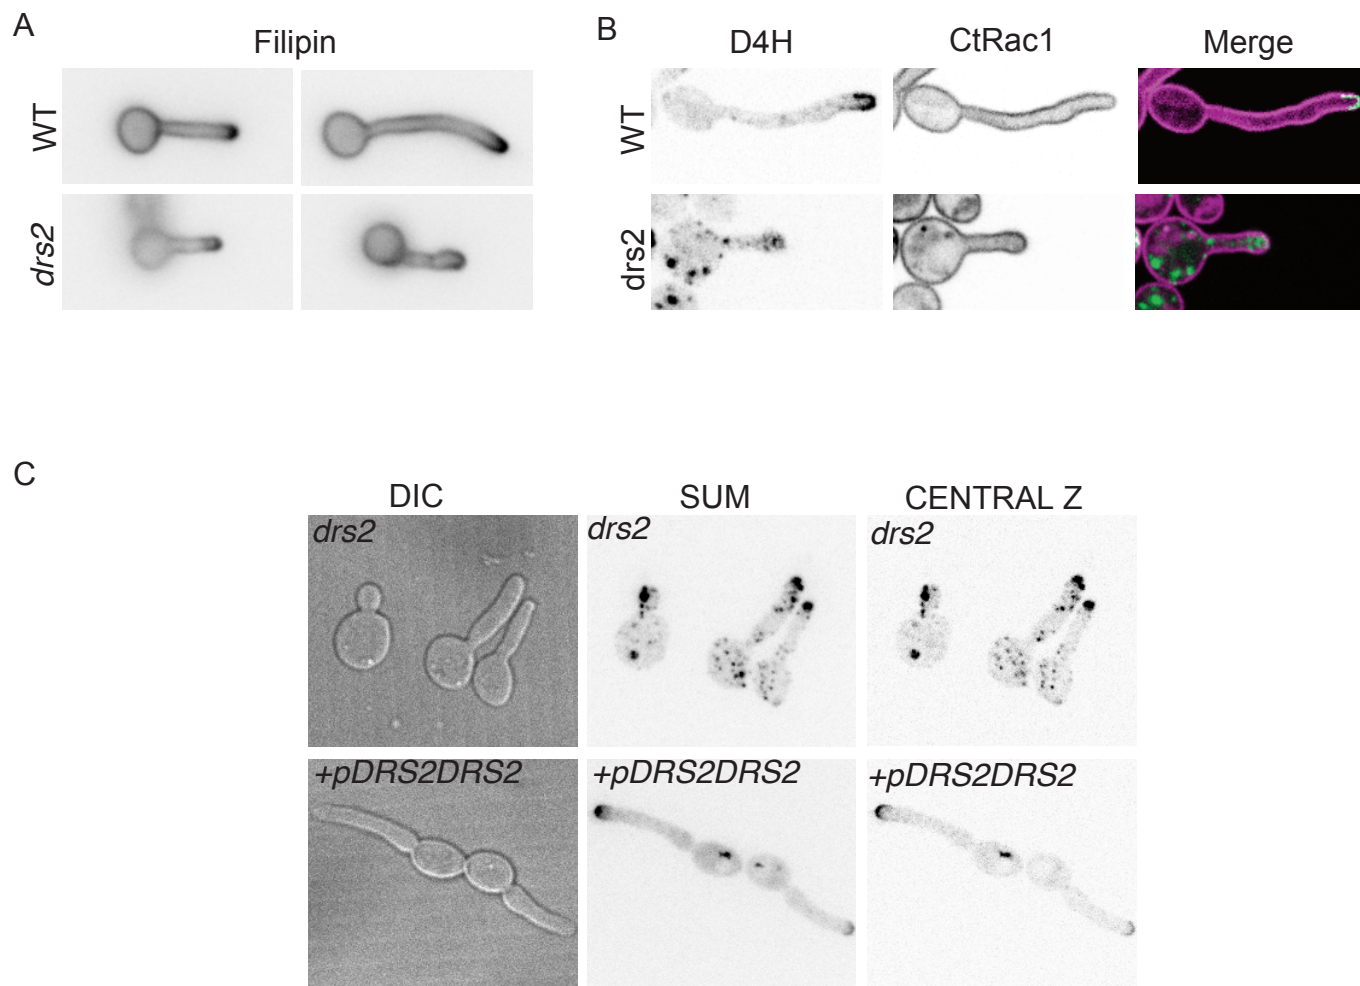 A
Filipin
WT
drs2
B
D4H
CtRac1
Merge
WT
drs2
C
DIC
SUM
CENTRAL Z
drs2
drs2
drs2
+pDRS2DRS2
+pDRS2DRS2
+pDRS2DRS2